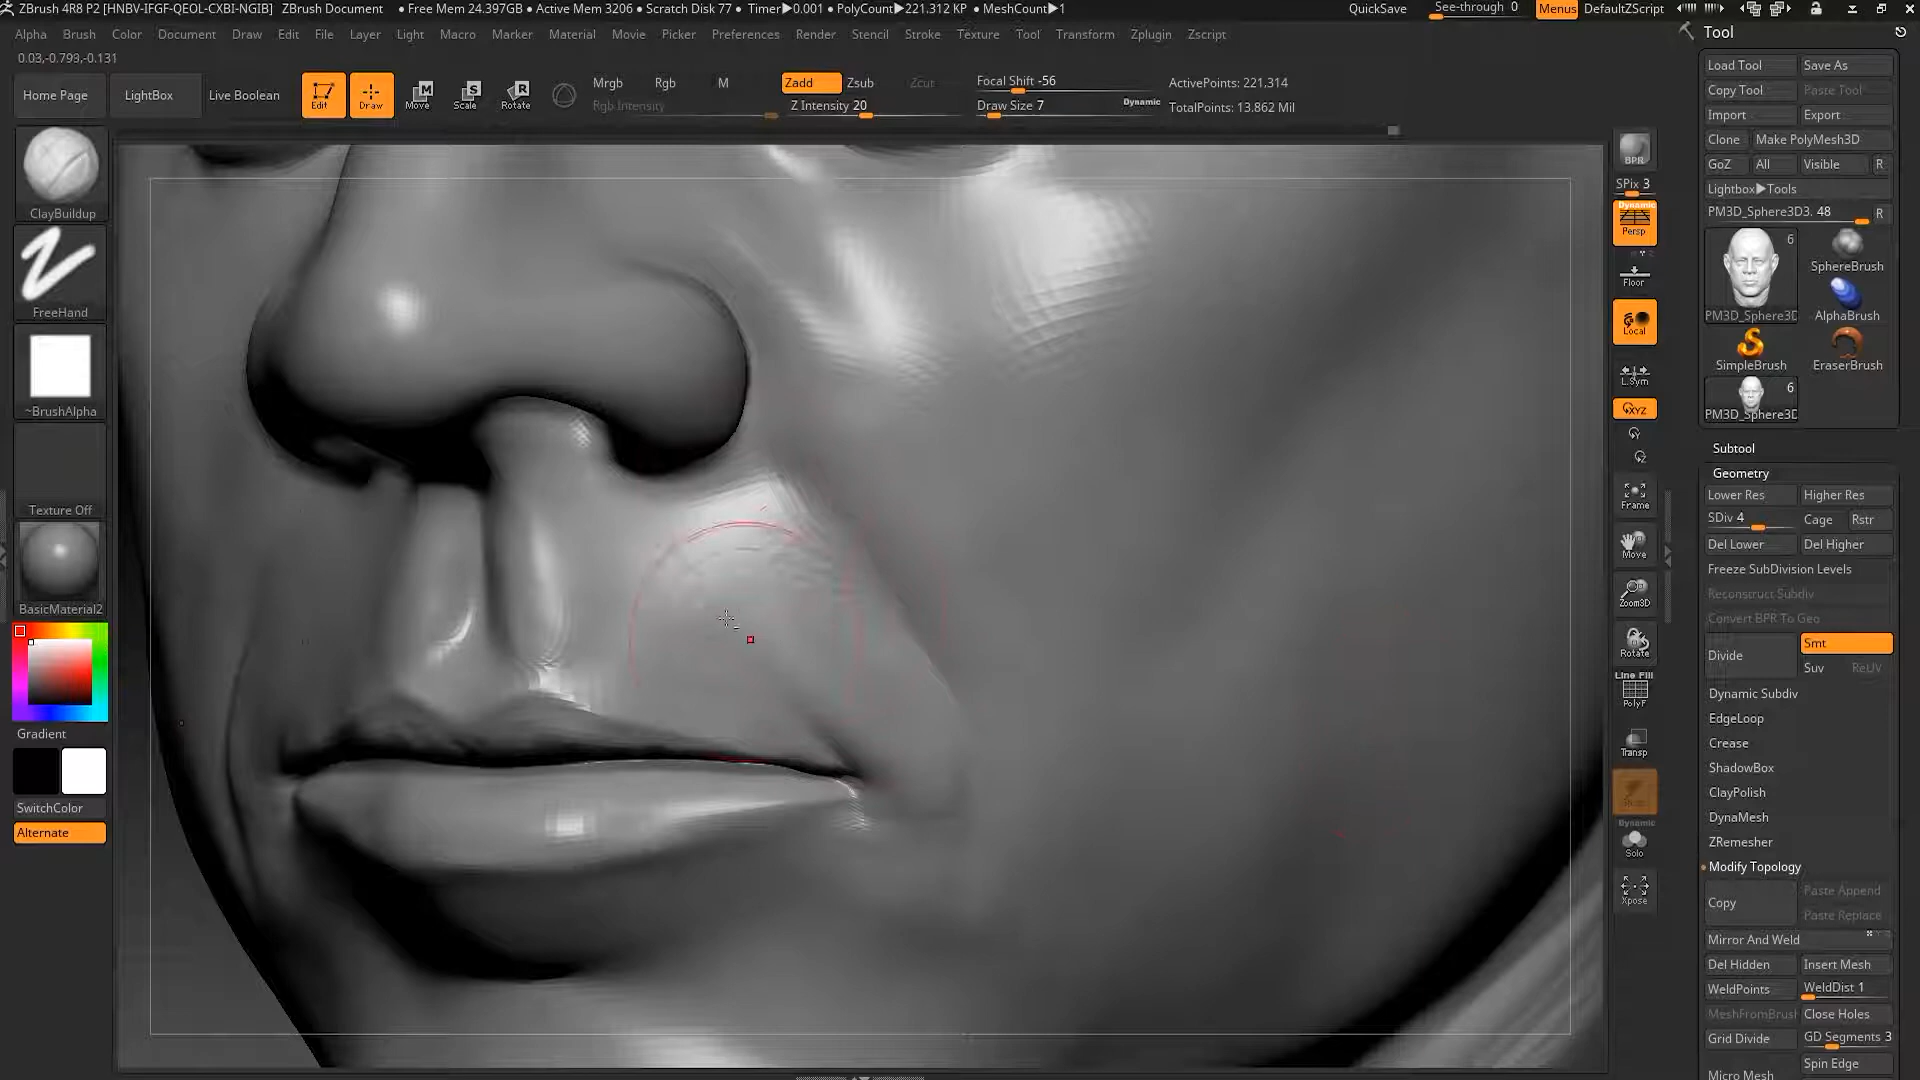 ZBrush 4R8 P2 [HNBV-IFGF-QEOL-CXBI-NGIB] ZBrush Document • Free Mem 24.397GB • Active Mem 3206 • Scratch Disk 77 • Timer▶0.001 • PolyCount▶221.312 KP • MeshCount▶1 QuickSave See-through 0 Menus DefaultZScript
Alpha Brush Color Document Draw Edit File Layer Light Macro Marker Material Movie Picker Preferences Render Stencil Stroke Texture Tool Transform Zplugin Zscript
0.03,-0.799,-0.131
Home Page LightBox Live Boolean Edit Draw Move Scale Rotate
Mrgb Rgb M Zadd Zsub Zcut Focal Shift -56 ActivePoints: 221,314
Rgb Intensity Z Intensity 20 Draw Size 7 Dynamic TotalPoints: 13.862 Mil
ClayBuildup
FreeHand
~BrushAlpha
Texture Off
BasicMaterial2
Gradient
SwitchColor
Alternate
BPR
SPix 3
Dynamic
Persp
Floor
Local
L.Sym
XYZ
Frame
Move
Zoom3D
Rotate
Line Fill
PolyF
Transp
Dynamic
Solo
Xpose
Tool
Load Tool Save As
Copy Tool Paste Tool
Import Export
Clone Make PolyMesh3D
GoZ All Visible R
Lightbox▶Tools
PM3D_Sphere3D3. 48 R
6
SphereBrush
PM3D_Sphere3D AlphaBrush
SimpleBrush EraserBrush
6
PM3D_Sphere3D
Subtool
Geometry
Lower Res Higher Res
SDiv 4 Cage Rstr
Del Lower Del Higher
Freeze SubDivision Levels
Reconstruct Subdiv
Convert BPR To Geo
Divide Smt
Suv ReUV
Dynamic Subdiv
EdgeLoop
Crease
ShadowBox
ClayPolish
DynaMesh
ZRemesher
Modify Topology
Copy Paste Append
Paste Replace
Mirror And Weld
Del Hidden Insert Mesh
WeldPoints WeldDist 1
MeshFromBrush Close Holes
Grid Divide GD Segments 3
Spin Edge
Micro Mesh